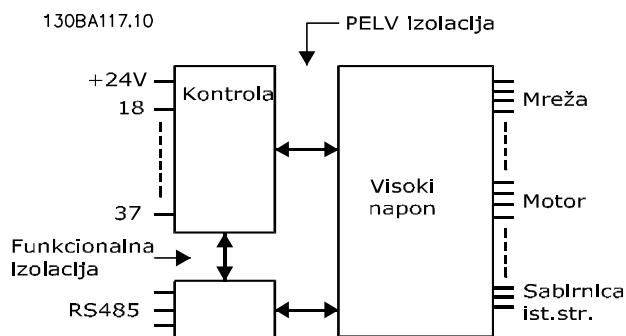 130BA117.10
PELV Izolacija
+24V
Kontrola
18
Mreža
37
Visoki
napon
Motor
Funkcionalna
Izolacija
RS485
Sabirnica
ist.str.